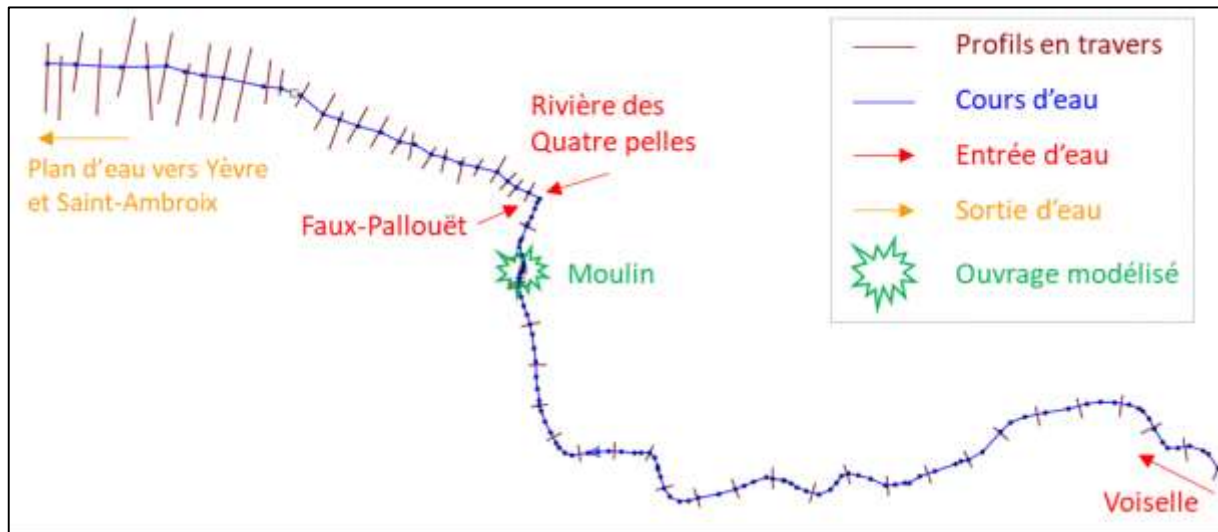 Profils en travers
Cours d'eau
Entrée d'eau
Sortie d'eau
Ouvrage modélisé
Rivière des
Quatre pelles
Plan d'eau vers Yèvre
et Saint-Ambroix
Faux-Pallouët
Moulin
Voiselle